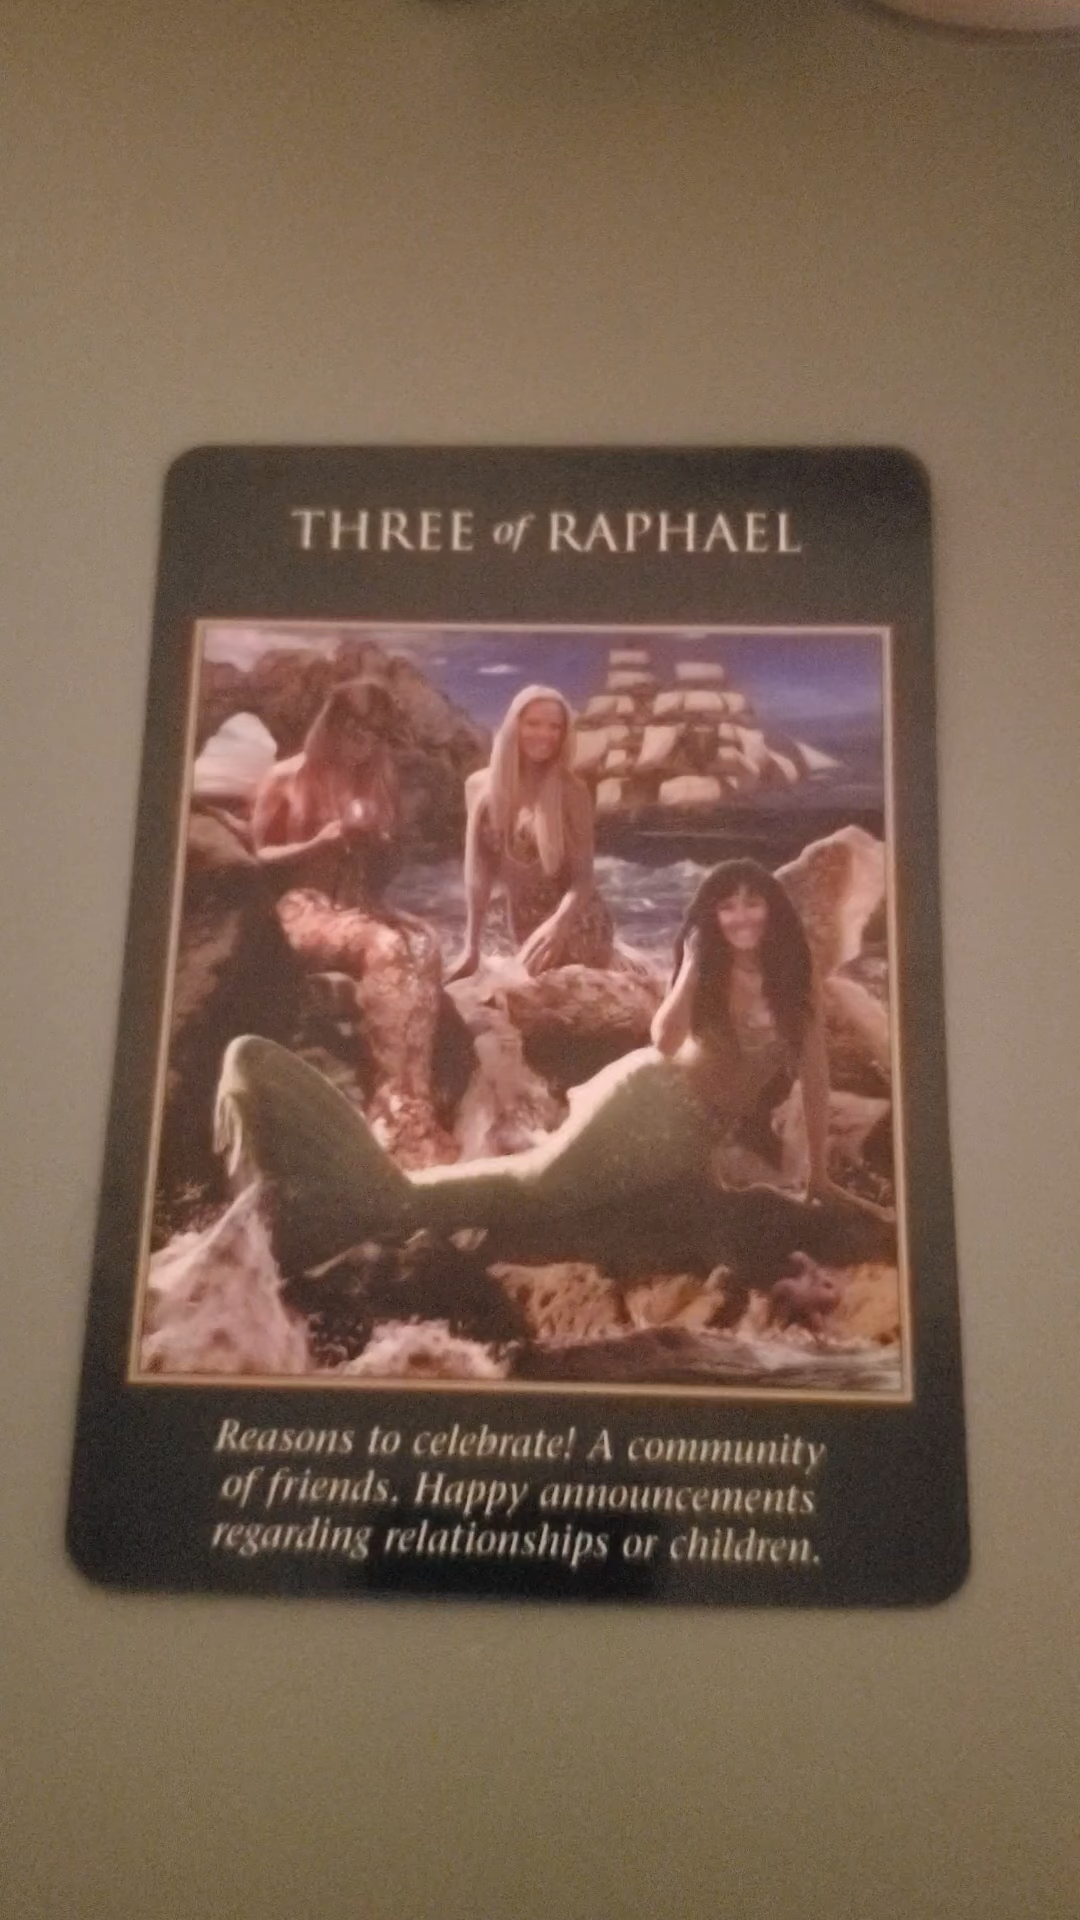 THREE of RAPHAEL
Reasons to celebrate! A community
of friends. Happy announcements
regarding relationships or children.